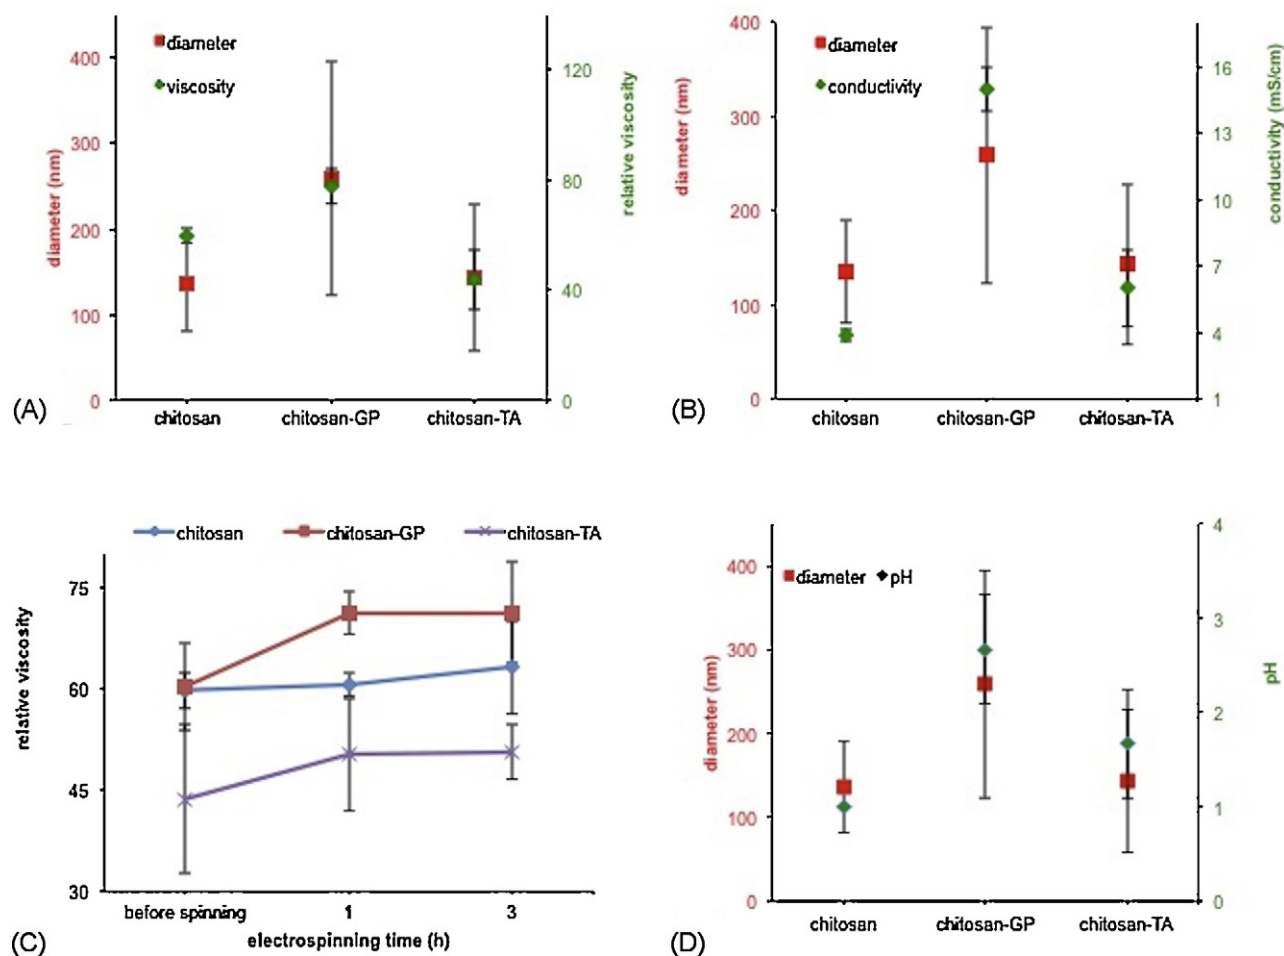 diameter
viscosity
diameter (nm)
400
300
200
100
0
relative viscosity
120
80
40
0
chitosan
chitosan-GP
chitosan-TA
(A)
diameter
conductivity
diameter (nm)
400
300
200
100
0
conductivity (mS/cm)
16
13
10
7
4
1
chitosan
chitosan-GP
chitosan-TA
(B)
chitosan
chitosan-GP
chitosan-TA
relative viscosity
75
60
45
30
before spinning
1
3
electrospinning time (h)
(C)
diameter
pH
diameter (nm)
400
300
200
100
0
pH
4
3
2
1
0
chitosan
chitosan-GP
chitosan-TA
(D)